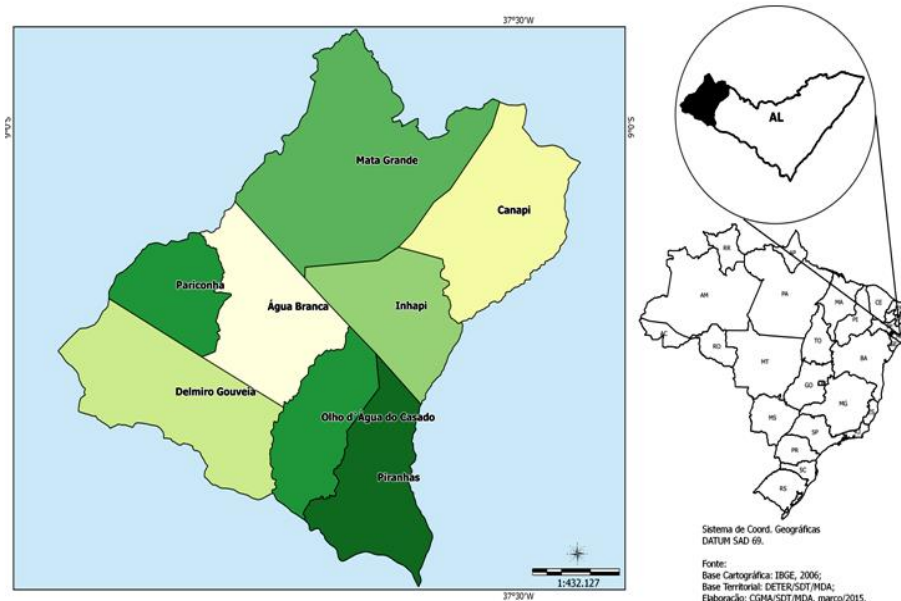 37°30'W
9°0'S
9°0'S
Mata Grande
Canapi
Pariconha
Água Branca
Inhapi
Delmiro Gouveia
Olho d´Água do Casado
Piranhas
1:432.127
37°30'W
AL
RR
AP
AM
PA
MA
CE
PI
AC
RO
TO
MT
BA
GO
MG
MS
SP
PR
SC
RS
Sistema de Coord. Geográficas
DATUM SAD 69.
Fonte:
Base Cartográfica: IBGE, 2006;
Base Territorial: DETER/SDT/MDA;
Elaboração: CGMA/SDT/MDA, março/2015.